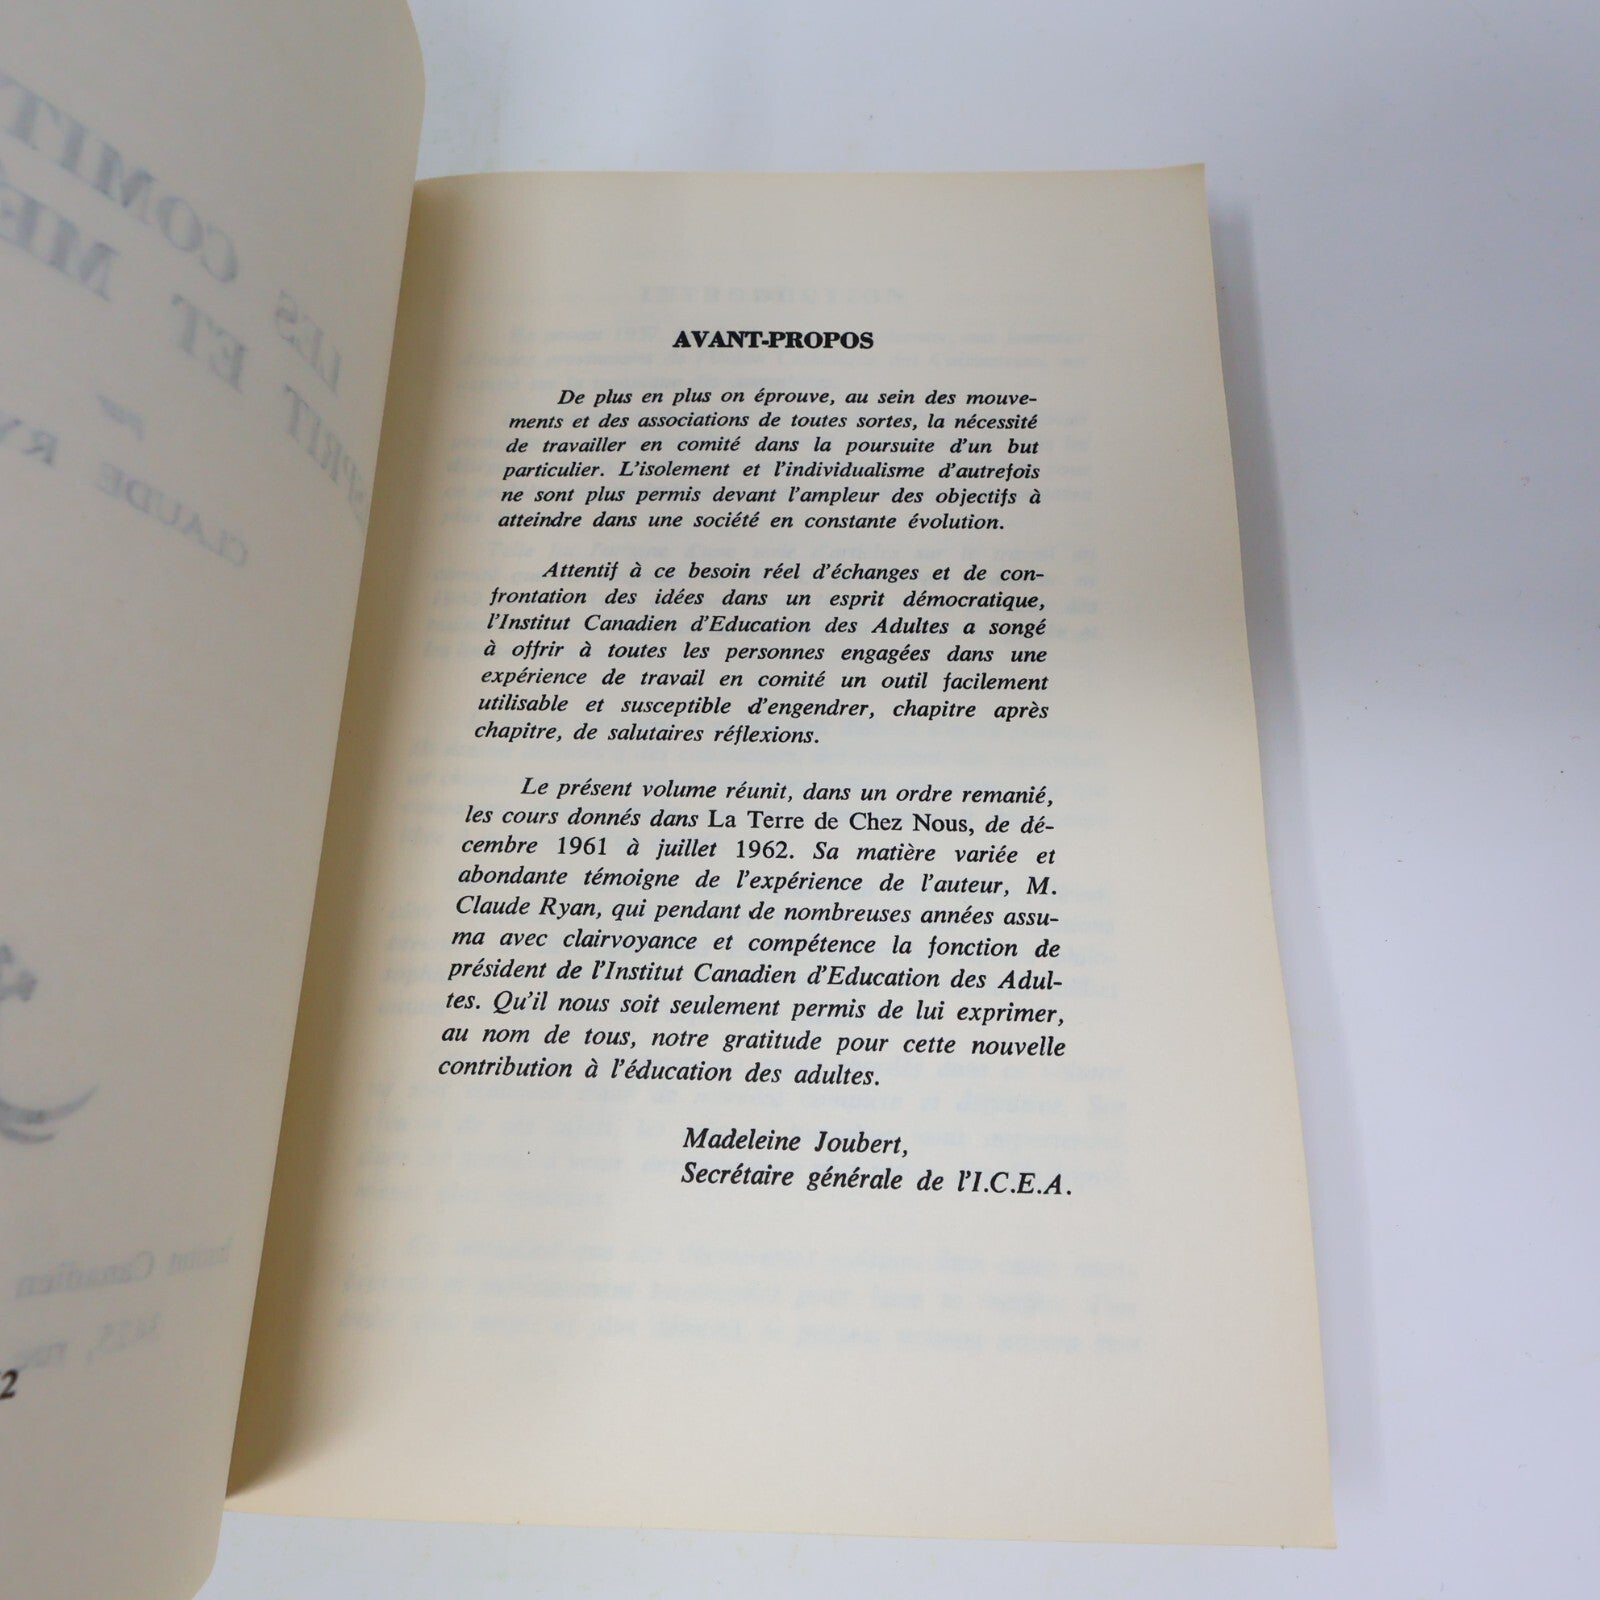 AVANT-PROPOS
De plus en plus on éprouve, au sein des mouve-
ments et des associations de toutes sortes, la nécessité
de travailler en comité dans la poursuite d'un but
particulier. L'isolement et l'individualisme d'autrefois
ne sont plus permis devant l'ampleur des objectifs à
atteindre dans une société en constante évolution.
Attentif à ce besoin réel d'échanges et de con-
frontation des idées dans un esprit démocratique,
l'Institut Canadien d'Education des Adultes a songé
à offrir à toutes les personnes engagées dans une
expérience de travail en comité un outil facilement
utilisable et susceptible d'engendrer, chapitre après
chapitre, de salutaires réflexions.
Le présent volume réunit, dans un ordre remanié,
les cours donnés dans La Terre de Chez Nous, de dé-
cembre 1961 à juillet 1962. Sa matière variée et
abondante témoigne de l'expérience de l'auteur, M.
Claude Ryan, qui pendant de nombreuses années assu-
ma avec clairvoyance et compétence la fonction de
président de l'Institut Canadien d'Education des Adul-
tes. Qu'il nous soit seulement permis de lui exprimer,
au nom de tous, notre gratitude pour cette nouvelle
contribution à l'éducation des adultes.
Madeleine Joubert,
Secrétaire générale de l'I.C.E.A.